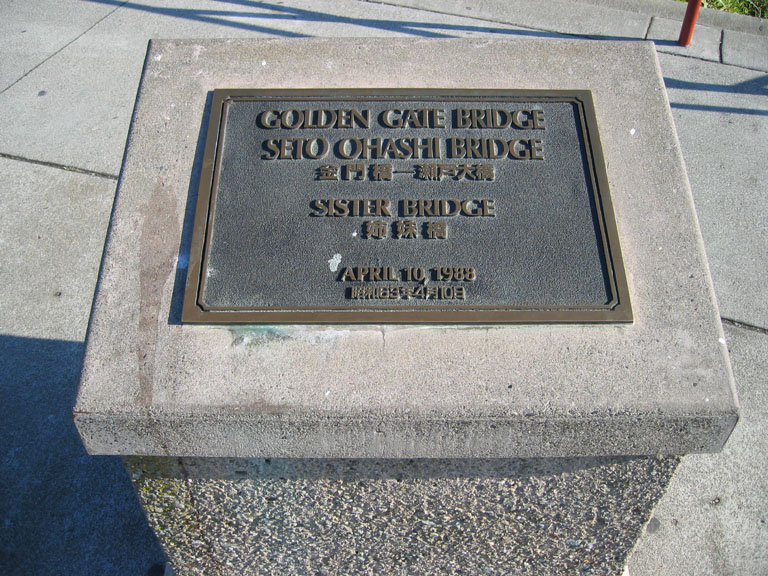 GOLDEN GATE BRIDGE
SETO OHASHI BRIDGE
金門橋—瀬戸大橋
SISTER BRIDGE
姉妹橋
APRIL 10, 1988
昭和63年4月10日